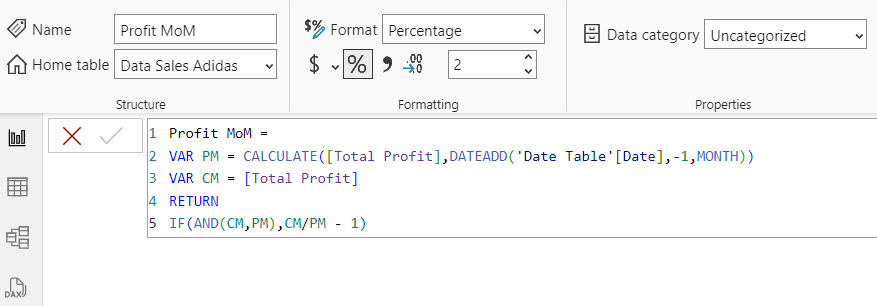 Name Profit MoM
Home table Data Sales Adidas
Structure
$% Format Percentage
$ % , .00 .0 2
Formatting
Data category Uncategorized
Properties
1 Profit MoM =
2 VAR PM = CALCULATE([Total Profit],DATEADD('Date Table'[Date],-1,MONTH))
3 VAR CM = [Total Profit]
4 RETURN
5 IF(AND(CM,PM),CM/PM - 1)
DAX